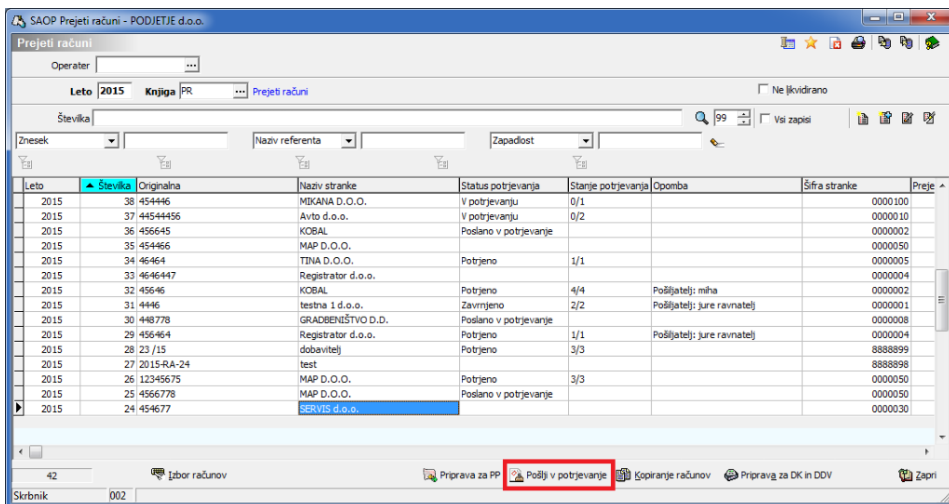 SAOP Prejeti računi - PODJETJE d.o.o.
Prejeti računi
Operater
Leto 2015 Knjiga PR Prejeti računi Ne likvidirano
Številka 99 Vsi zapisi
Znesek Naziv referenta Zapadlost
Leto Številka Originalna Naziv stranke Status potrjevanja Stanje potrjevanja Opomba Šifra stranke Preje
2015 38 454446 MIKANA D.O.O. V potrjevanju 0/1 0000100
2015 37 44544456 Avto d.o.o. V potrjevanju 0/2 0000010
2015 36 456645 KOBAL Poslano v potrjevanje 0000002
2015 35 454466 MAP D.O.O. 0000050
2015 34 46464 TINA D.O.O. Potrjeno 1/1 0000005
2015 33 4646447 Registrator d.o.o. 0000004
2015 32 45646 KOBAL Potrjeno 4/4 Pošiljatelj: miha 0000002
2015 31 4446 testna 1 d.o.o. Zavrnjeno 2/2 Pošiljatelj: jure ravnatelj 0000001
2015 30 448778 GRADBENIŠTVO D.D. Poslano v potrjevanje 0000008
2015 29 456464 Registrator d.o.o. Potrjeno 1/1 Pošiljatelj: jure ravnatelj 0000004
2015 28 23 /15 dobavitelj Potrjeno 3/3 8888899
2015 27 2015-RA-24 test 8888898
2015 26 12345675 MAP D.O.O. Potrjeno 3/3 0000050
2015 25 4566778 MAP D.O.O. Poslano v potrjevanje 0000050
2015 24 454677 SERVIS d.o.o. 0000030
42 Izbor računov Priprava za PP Pošlji v potrjevanje Kopiranje računov Priprava za DK in DDV Zapri
Skrbnik 002